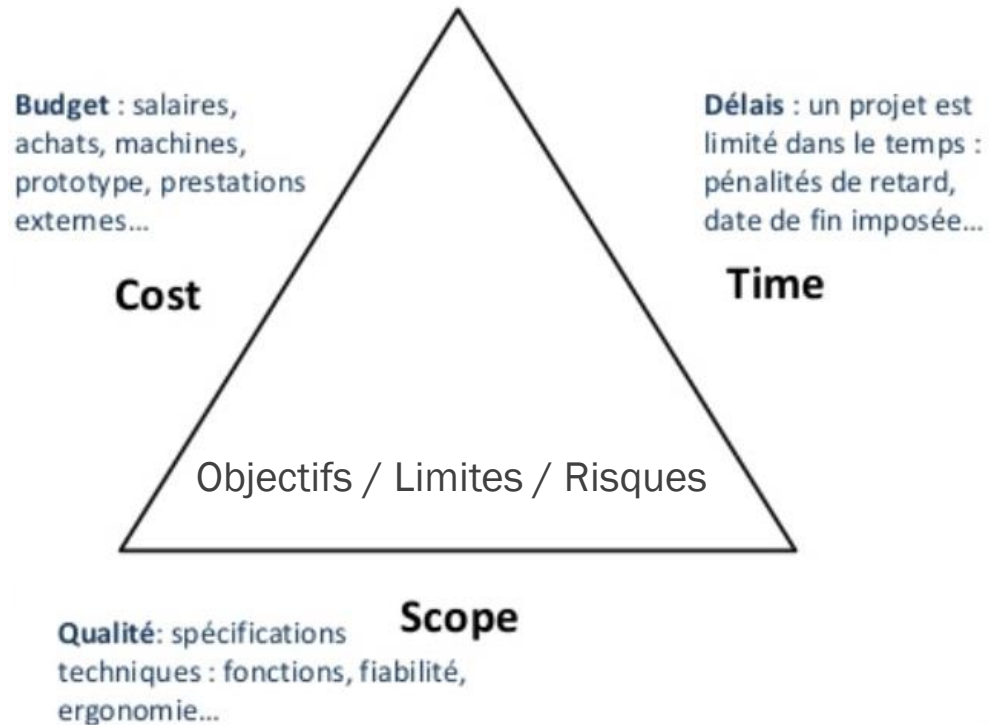 Budget : salaires,
achats, machines,
prototype, prestations
externes...
Cost
Délais : un projet est
limité dans le temps :
pénalités de retard,
date de fin imposée...
Time
Objectifs / Limites / Risques
Scope
Qualité: spécifications
techniques : fonctions, fiabilité,
ergonomie...